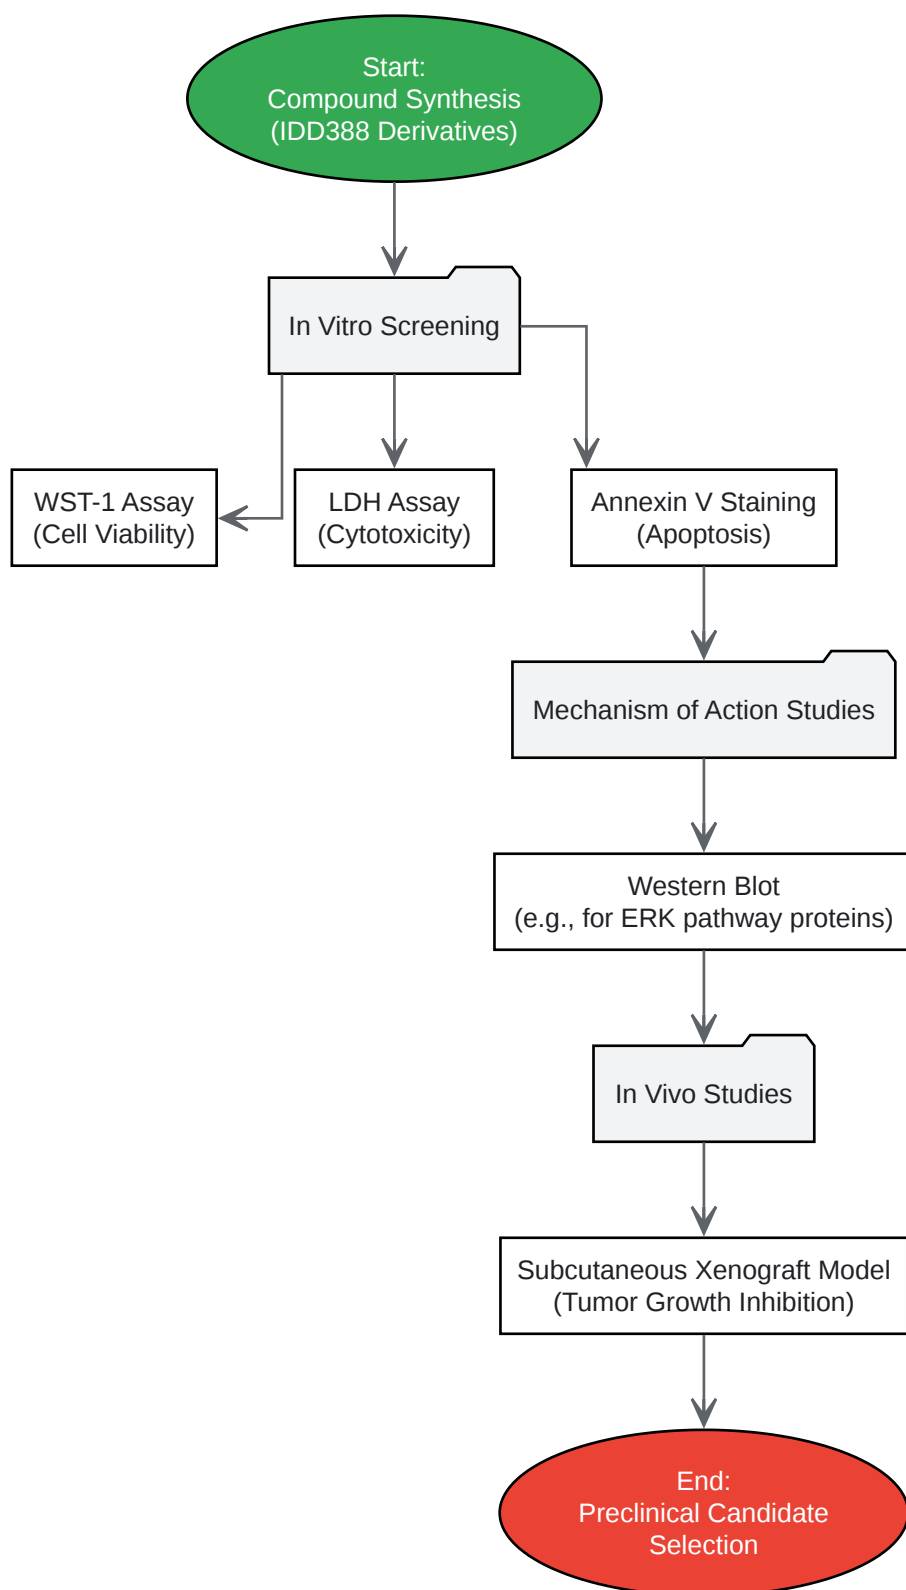 Start:
Compound Synthesis
(IDD388 Derivatives)
In Vitro Screening
WST-1 Assay
(Cell Viability)
LDH Assay
(Cytotoxicity)
Annexin V Staining
(Apoptosis)
Mechanism of Action Studies
Western Blot
(e.g., for ERK pathway proteins)
In Vivo Studies
Subcutaneous Xenograft Model
(Tumor Growth Inhibition)
End:
Preclinical Candidate
Selection